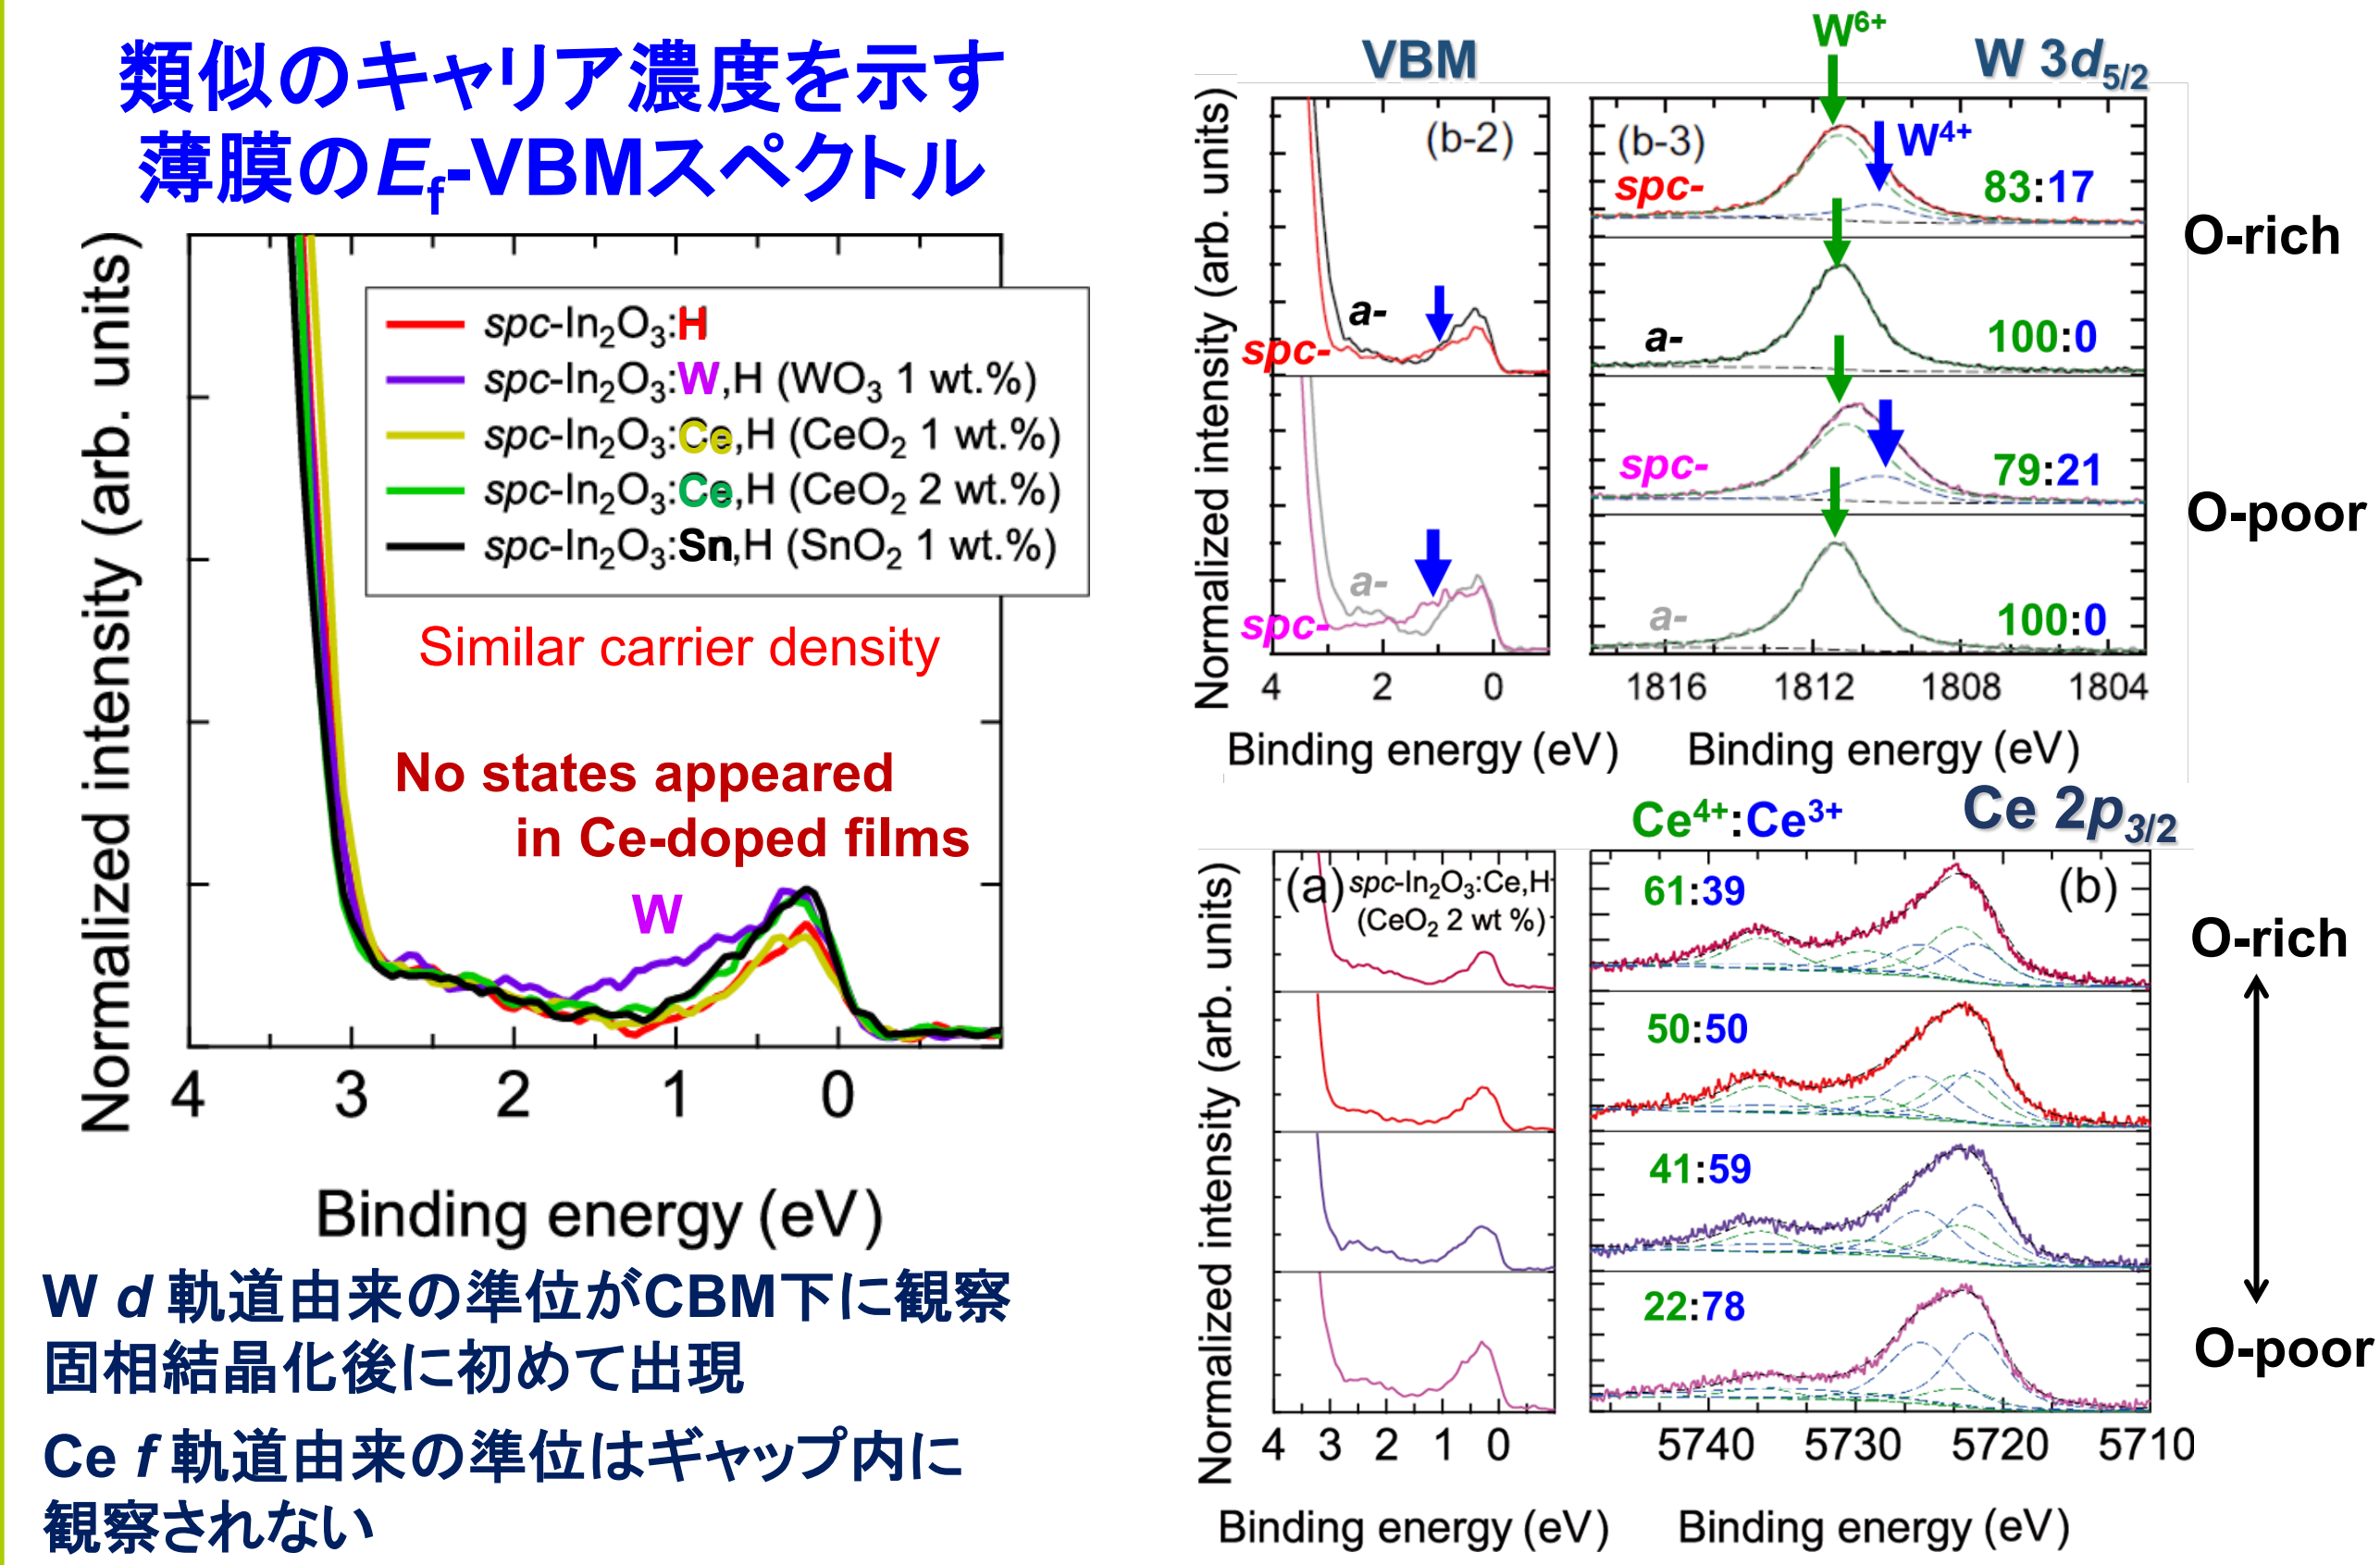 類似のキャリア濃度を示す
薄膜のEf-VBMスペクトル
Normalized intensity (arb. units)
spc-In2O3:H
spc-In2O3:W,H (WO3 1 wt.%)
spc-In2O3:Ce,H (CeO2 1 wt.%)
spc-In2O3:Ce,H (CeO2 2 wt.%)
spc-In2O3:Sn,H (SnO2 1 wt.%)
Similar carrier density
No states appeared
in Ce-doped films
W
4 3 2 1 0
Binding energy (eV)
W d 軌道由来の準位がCBM下に観察
固相結晶化後に初めて出現
Ce f 軌道由来の準位はギャップ内に
観察されない
VBM
W6+
W 3d5/2
Normalized intensity (arb. units)
(b-2)
a-
spc-
a-
spc-
4 2 0
Binding energy (eV)
(b-3)
W4+
spc-
83:17
a-
100:0
spc-
79:21
a-
100:0
1816 1812 1808 1804
Binding energy (eV)
O-rich
O-poor
Ce4+:Ce3+
Ce 2p3/2
Normalized intensity (arb. units)
(a)
spc-In2O3:Ce,H
(CeO2 2 wt %)
4 3 2 1 0
Binding energy (eV)
(b)
61:39
50:50
41:59
22:78
5740 5730 5720 5710
Binding energy (eV)
O-rich
O-poor